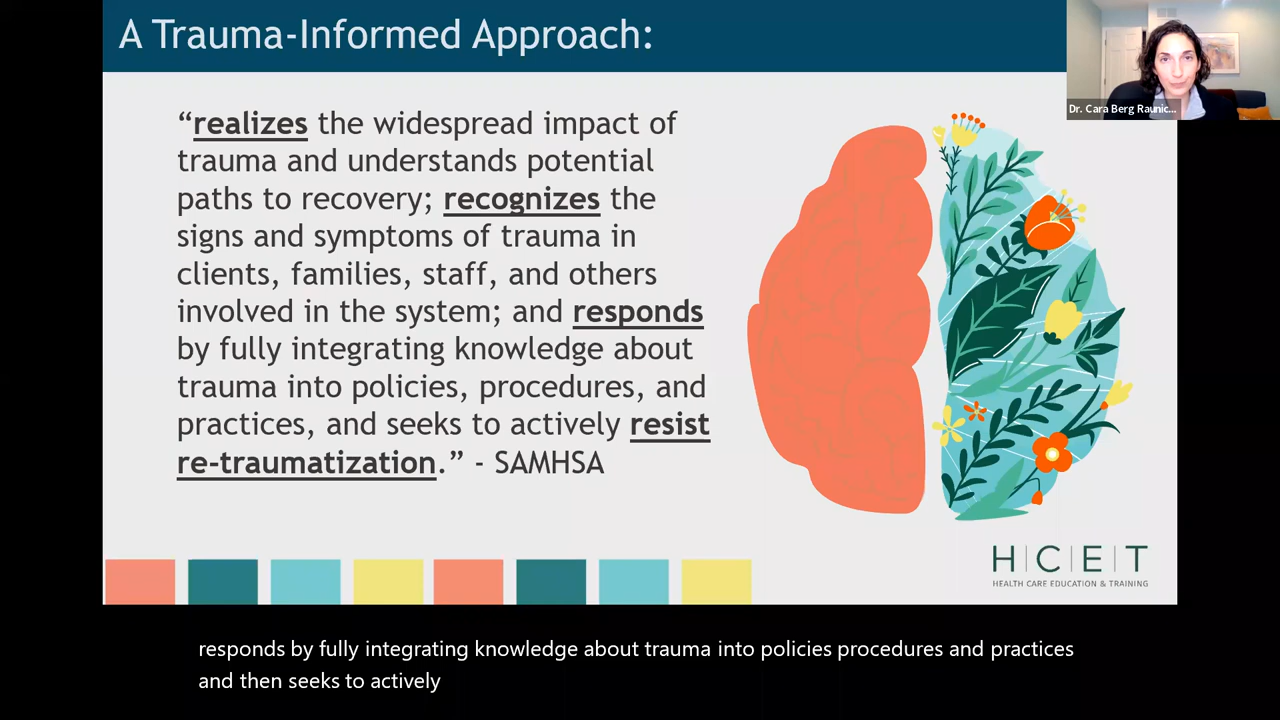 A Trauma-Informed Approach:
Dr. Cara Berg Raunic...
“realizes the widespread impact of
trauma and understands potential
paths to recovery; recognizes the
signs and symptoms of trauma in
clients, families, staff, and others
involved in the system; and responds
by fully integrating knowledge about
trauma into policies, procedures, and
practices, and seeks to actively resist
re-traumatization.” - SAMHSA
H|C|E|T
HEALTH CARE EDUCATION & TRAINING
responds by fully integrating knowledge about trauma into policies procedures and practices
and then seeks to actively